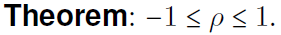 Theorem: −1 ≤ ρ ≤ 1.